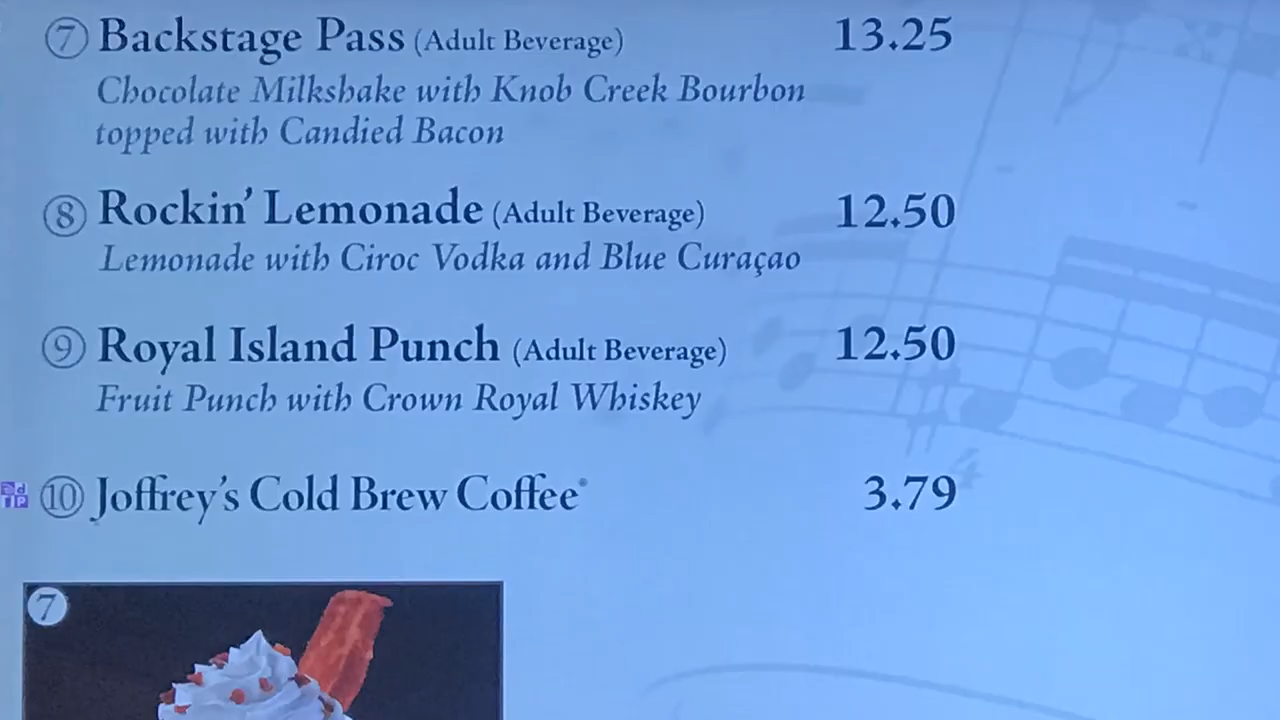 ⑦ Backstage Pass (Adult Beverage) 13.25
Chocolate Milkshake with Knob Creek Bourbon
topped with Candied Bacon
⑧ Rockin' Lemonade (Adult Beverage) 12.50
Lemonade with Ciroc Vodka and Blue Curaçao
⑨ Royal Island Punch (Adult Beverage) 12.50
Fruit Punch with Crown Royal Whiskey
TIP ⑩ Joffrey's Cold Brew Coffee® 3.79
7